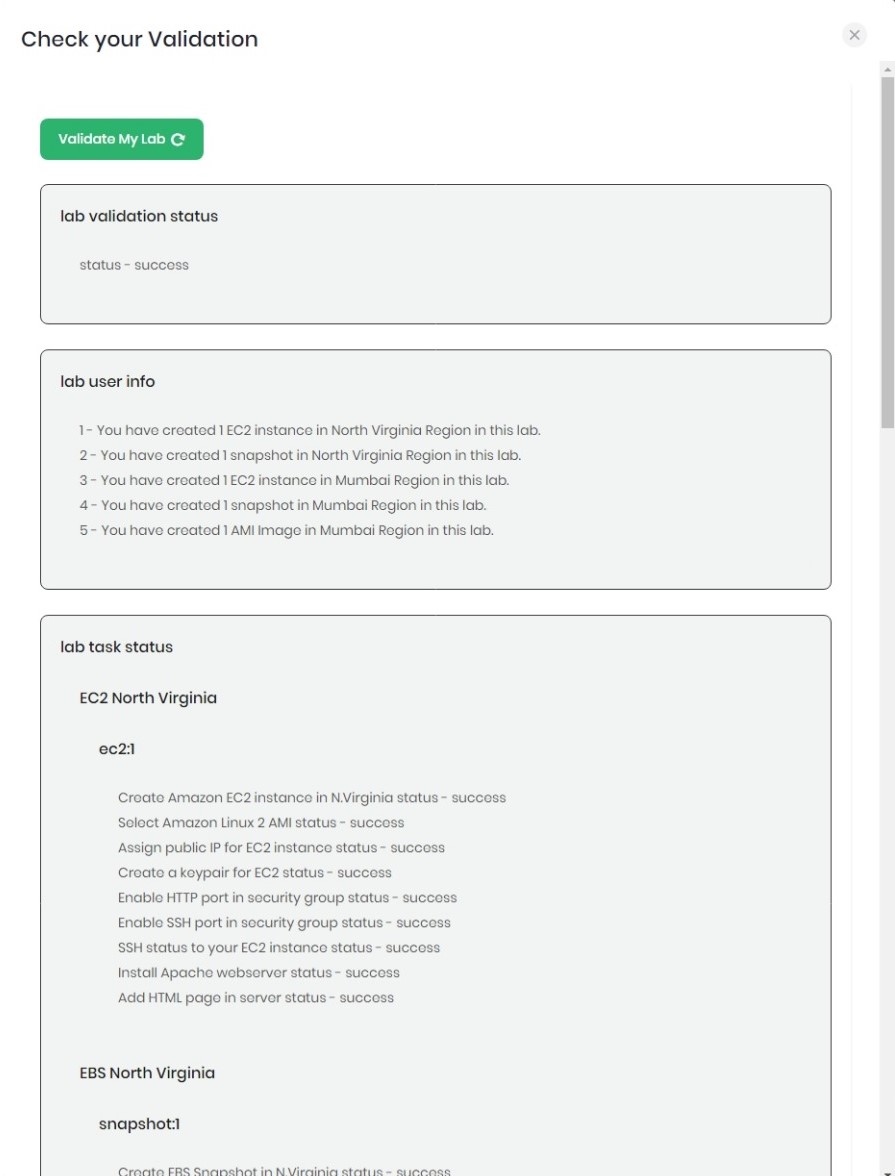 Check your Validation
Validate My Lab
lab validation status
status - success
lab user info
1 - You have created 1 EC2 instance in North Virginia Region in this lab.
2 - You have created 1 snapshot in North Virginia Region in this lab.
3 - You have created 1 EC2 instance in Mumbai Region in this lab.
4 - You have created 1 snapshot in Mumbai Region in this lab.
5 - You have created 1 AMI Image in Mumbai Region in this lab.
lab task status
EC2 North Virginia
ec2:1
Create Amazon EC2 instance in N.Virginia status - success
Select Amazon Linux 2 AMI status - success
Assign public IP for EC2 instance status - success
Create a keypair for EC2 status - success
Enable HTTP port in security group status - success
Enable SSH port in security group status - success
SSH status to your EC2 instance status - success
Install Apache webserver status - success
Add HTML page in server status - success
EBS North Virginia
snapshot:1
Create EBS Snapshot in N.Virginia status - success